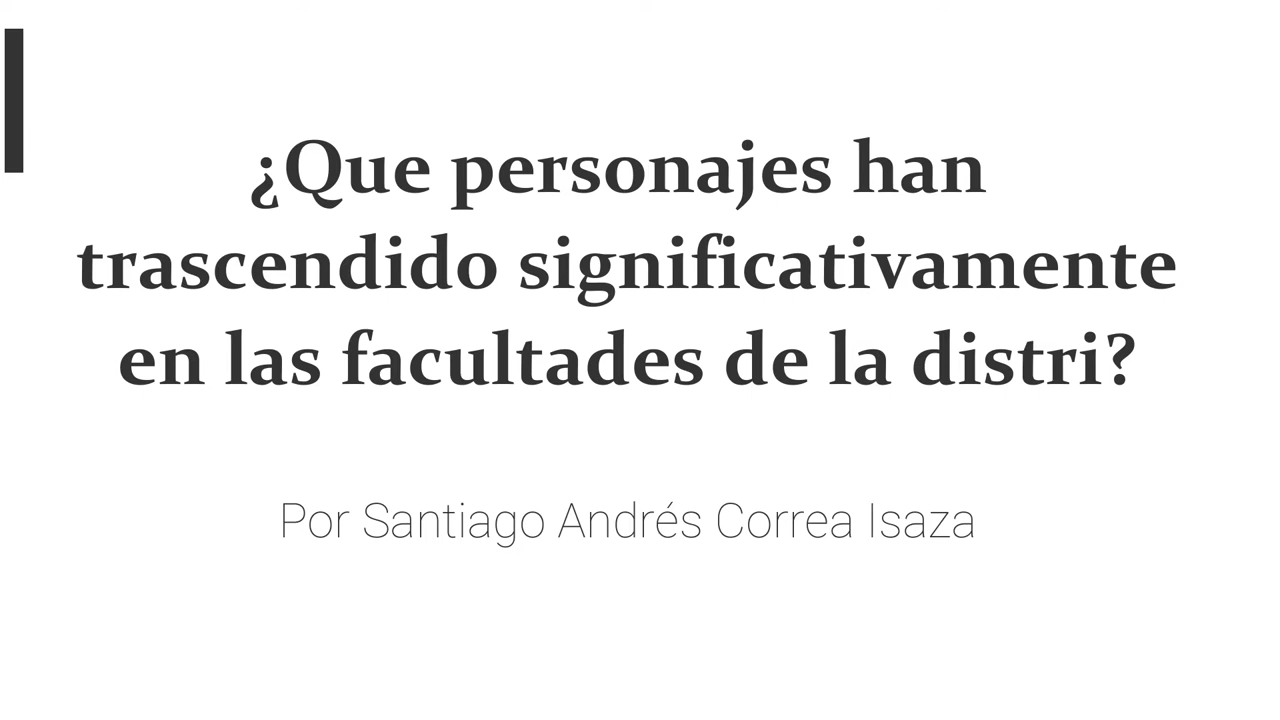 ¿Que personajes han
trascendido significativamente
en las facultades de la distri?
Por Santiago Andrés Correa Isaza